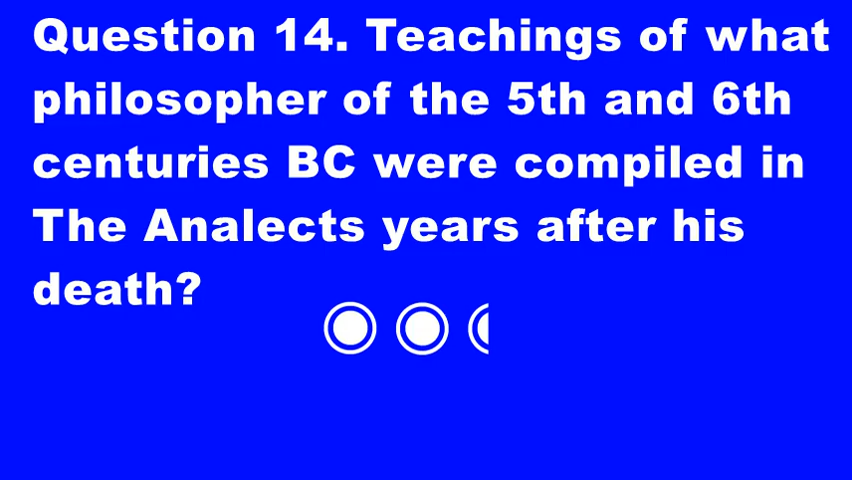 Question 14. Teachings of what
philosopher of the 5th and 6th
centuries BC were compiled in
The Analects years after his
death?